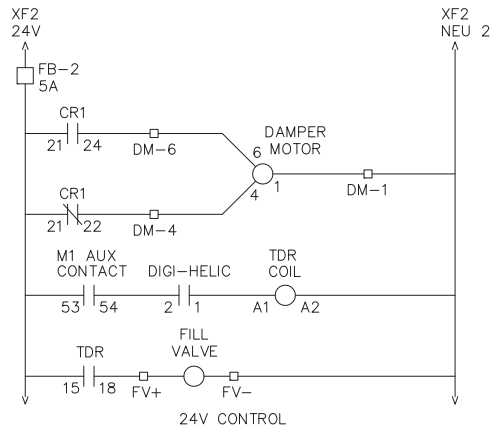 XF2
24V
XF2
NEU 2
FB-2
5A
CR1
21 24
DM-6
DAMPER
MOTOR
6
4
1
DM-1
CR1
21 22
DM-4
M1 AUX
CONTACT
53 54
DIGI-HELIC
2 1
TDR
COIL
A1 A2
TDR
15 18
FILL
VALVE
FV+
FV-
24V CONTROL